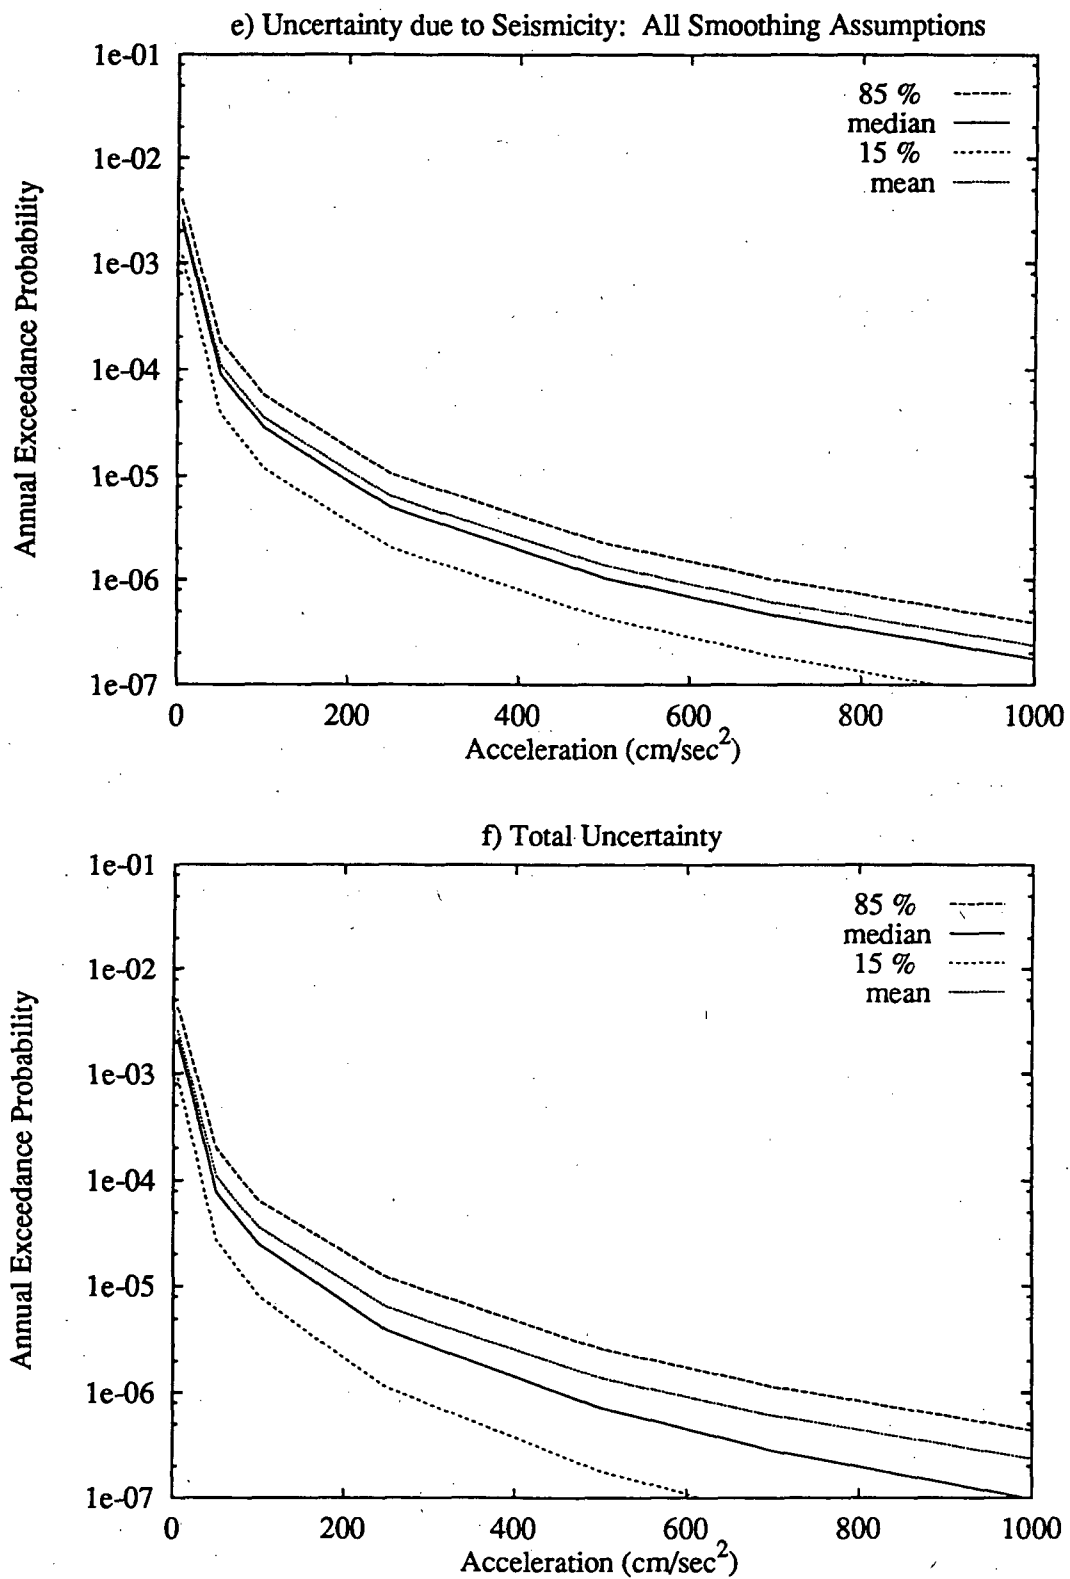 e) Uncertainty due to Seismicity: All Smoothing Assumptions
1e-01
1e-02
1e-03
1e-04
1e-05
1e-06
1e-07
Annual Exceedance Probability
85 %
median
15 %
mean
0 200 400 600 800 1000
Acceleration (cm/sec²)
f) Total Uncertainty
1e-01
1e-02
1e-03
1e-04
1e-05
1e-06
1e-07
Annual Exceedance Probability
85 %
median
15 %
mean
0 200 400 600 800 1000
Acceleration (cm/sec²)